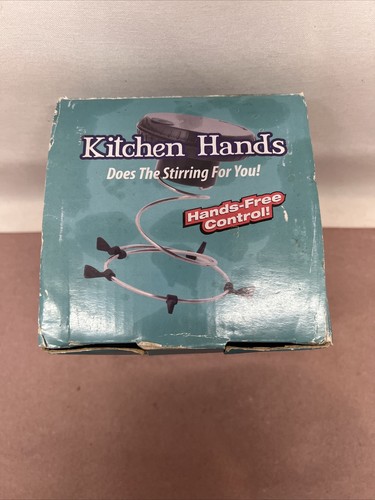 Kitchen Hands
Does The Stirring For You!
Hands-Free
Control!